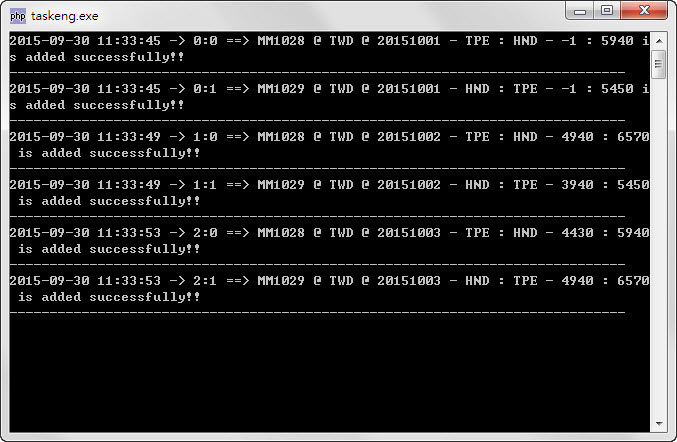 php taskeng.exe
2015-09-30 11:33:45 -> 0:0 ==> MM1028 @ TWD @ 20151001 - TPE : HND - -1 : 5940 i
s added successfully!!
-----------------------------------------------------------------------------
2015-09-30 11:33:45 -> 0:1 ==> MM1029 @ TWD @ 20151001 - HND : TPE - -1 : 5450 i
s added successfully!!
-----------------------------------------------------------------------------
2015-09-30 11:33:49 -> 1:0 ==> MM1028 @ TWD @ 20151002 - TPE : HND - 4940 : 6570
 is added successfully!!
-----------------------------------------------------------------------------
2015-09-30 11:33:49 -> 1:1 ==> MM1029 @ TWD @ 20151002 - HND : TPE - 3940 : 5450
 is added successfully!!
-----------------------------------------------------------------------------
2015-09-30 11:33:53 -> 2:0 ==> MM1028 @ TWD @ 20151003 - TPE : HND - 4430 : 5940
 is added successfully!!
-----------------------------------------------------------------------------
2015-09-30 11:33:53 -> 2:1 ==> MM1029 @ TWD @ 20151003 - HND : TPE - 4940 : 6570
 is added successfully!!
-----------------------------------------------------------------------------